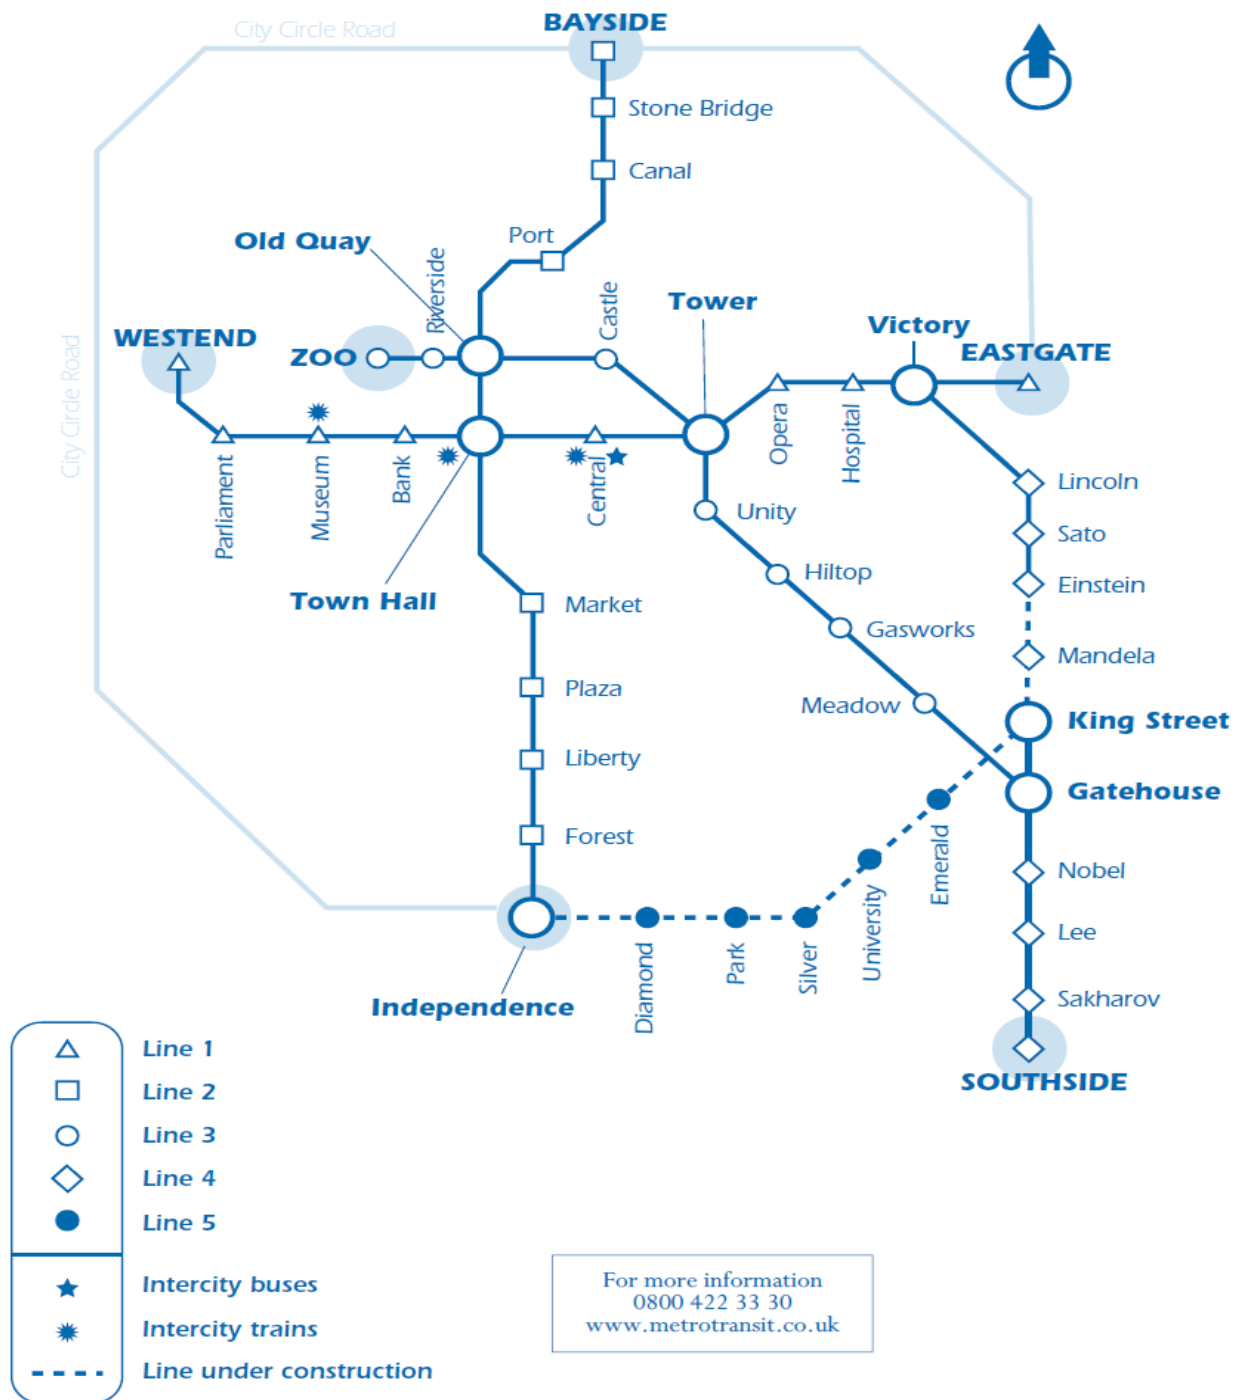 City Circle Road
BAYSIDE
Stone Bridge
Canal
Port
Old Quay
Riverside
Castle
Tower
Victory
WESTEND
ZOO
EASTGATE
City Circle Road
Parliament
Museum
Bank
Central
Opera
Hospital
Lincoln
Unity
Sato
Hiltop
Einstein
Town Hall
Market
Gasworks
Mandela
Plaza
Meadow
King Street
Liberty
Gatehouse
Forest
Emerald
Nobel
University
Lee
Independence
Diamond
Park
Silver
Sakharov
SOUTHSIDE
Line 1
Line 2
Line 3
Line 4
Line 5
Intercity buses
Intercity trains
Line under construction
For more information
0800 422 33 30
www.metrotransit.co.uk